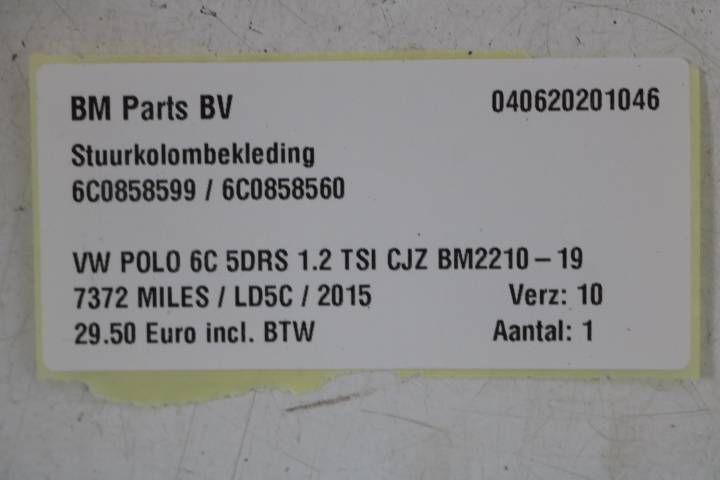 BM Parts BV 040620201046
Stuurkolombekleding
6C0858599 / 6C0858560
VW POLO 6C 5DRS 1.2 TSI CJZ BM2210-19
7372 MILES / LD5C / 2015 Verz: 10
29.50 Euro incl. BTW Aantal: 1